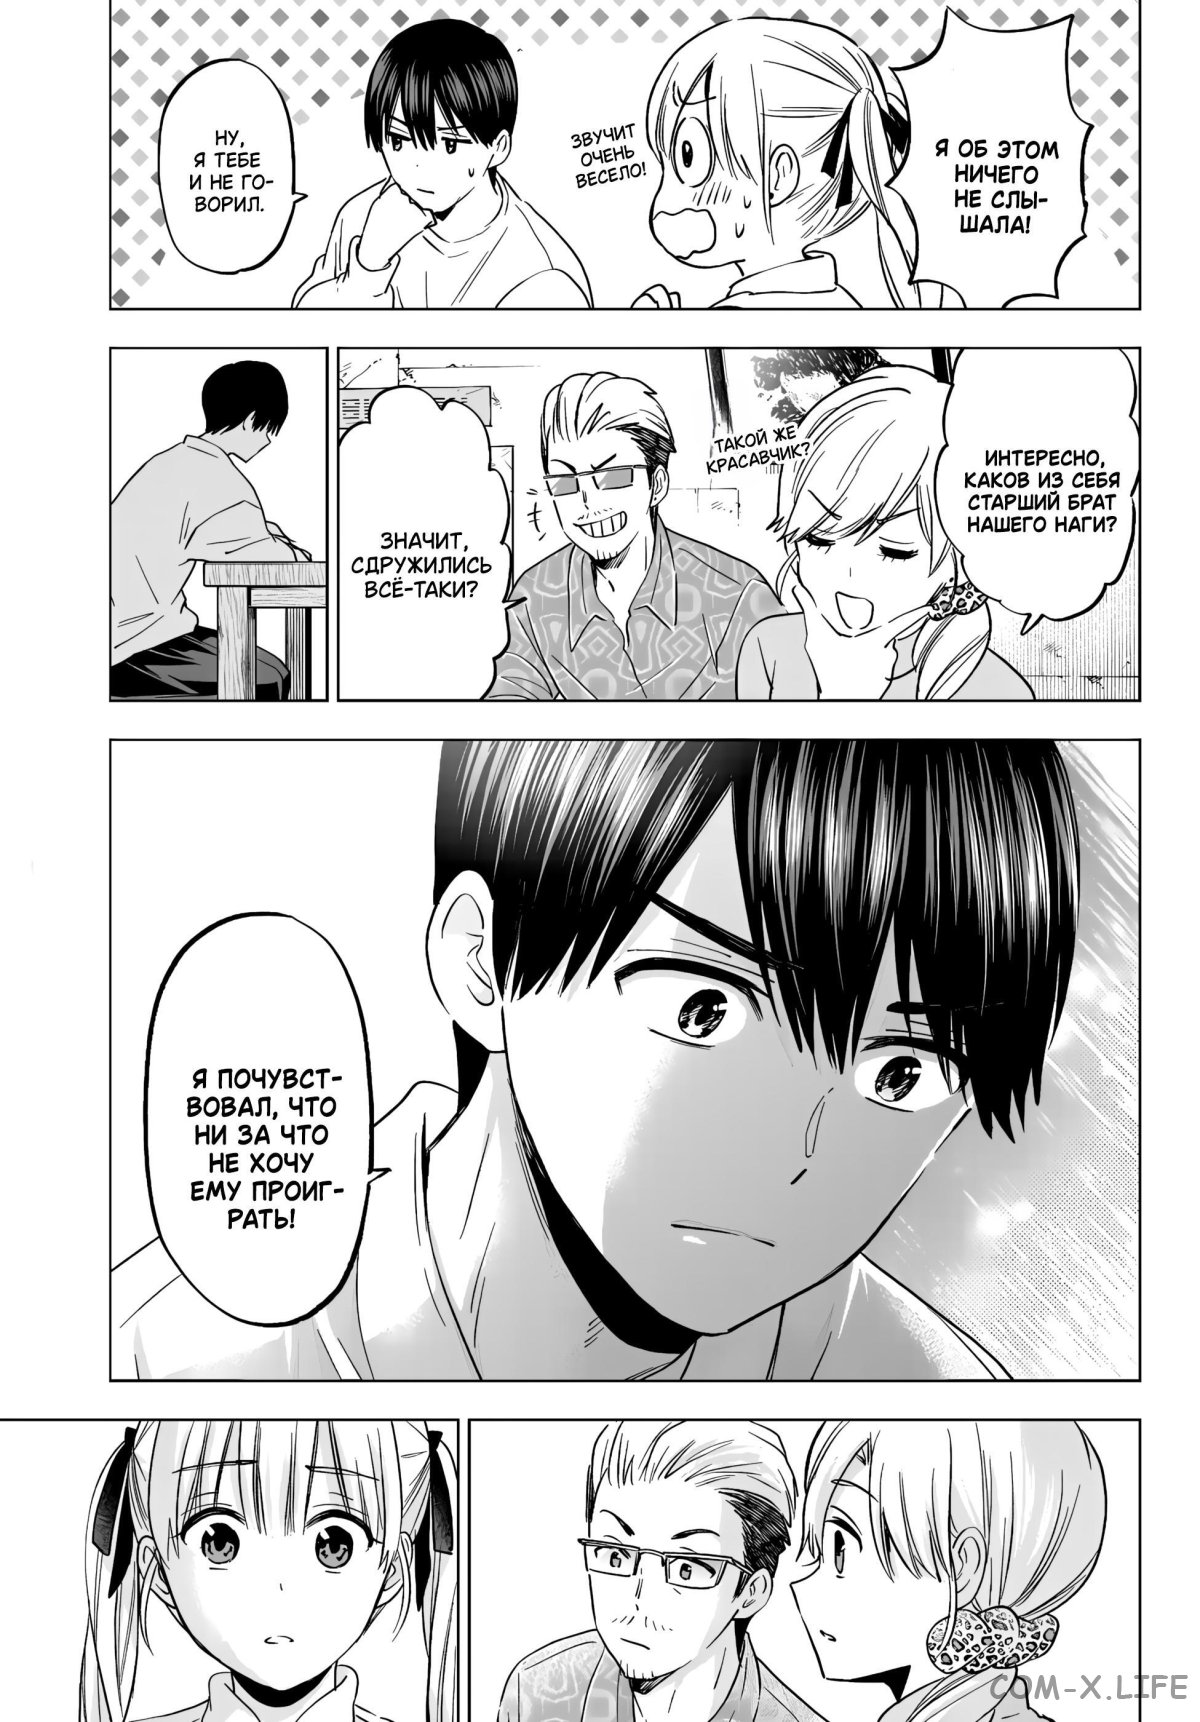 Я ОБ ЭТОМ
НИЧЕГО
НЕ СЛЫ-
ШАЛА!
ЗВУЧИТ
ОЧЕНЬ
ВЕСЕЛО!
НУ,
Я ТЕБЕ
И НЕ ГО-
ВОРИЛ.
ИНТЕРЕСНО,
КАКОВ ИЗ СЕБЯ
СТАРШИЙ БРАТ
НАШЕГО НАГИ?
ТАКОЙ ЖЕ
КРАСАВЧИК?
ЗНАЧИТ,
СДРУЖИЛИСЬ
ВСЁ-ТАКИ?
Я ПОЧУВСТ-
ВОВАЛ, ЧТО
НИ ЗА ЧТО
НЕ ХОЧУ
ЕМУ ПРОИГ-
РАТЬ!
COM-X.LIFE